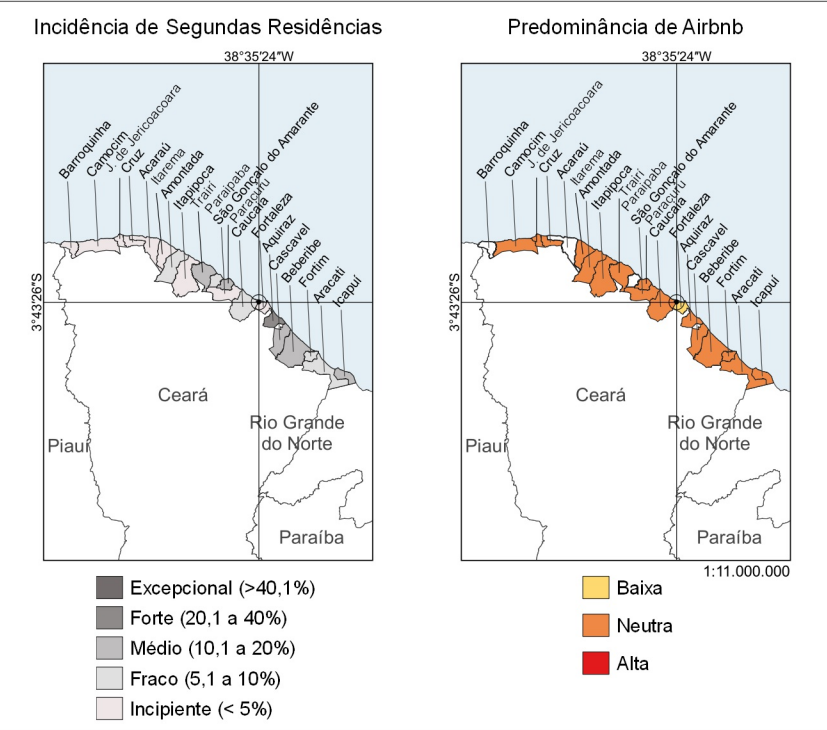 Incidência de Segundas Residências
38°35'24"W
Barroquinha
Camocim
J. de Jericoacoara
Cruz
Acaraú
Itarema
Amontada
Itapipoca
Trairi
Paraipaba
São Gonçalo do Amarante
Paracuru
Caucaia
Fortaleza
Aquiraz
Cascavel
Beberibe
Fortim
Aracati
Icapuí
3°43'26"S
Ceará
Rio Grande
do Norte
Piauí
Paraíba
Excepcional (>40,1%)
Forte (20,1 a 40%)
Médio (10,1 a 20%)
Fraco (5,1 a 10%)
Incipiente (< 5%)
Predominância de Airbnb
38°35'24"W
Barroquinha
Camocim
J. de Jericoacoara
Cruz
Acaraú
Itarema
Amontada
Itapipoca
Trairi
Paraipaba
São Gonçalo do Amarante
Paracuru
Caucaia
Fortaleza
Aquiraz
Cascavel
Beberibe
Fortim
Aracati
Icapuí
3°43'26"S
Ceará
Rio Grande
do Norte
Piauí
Paraíba
1:11.000.000
Baixa
Neutra
Alta